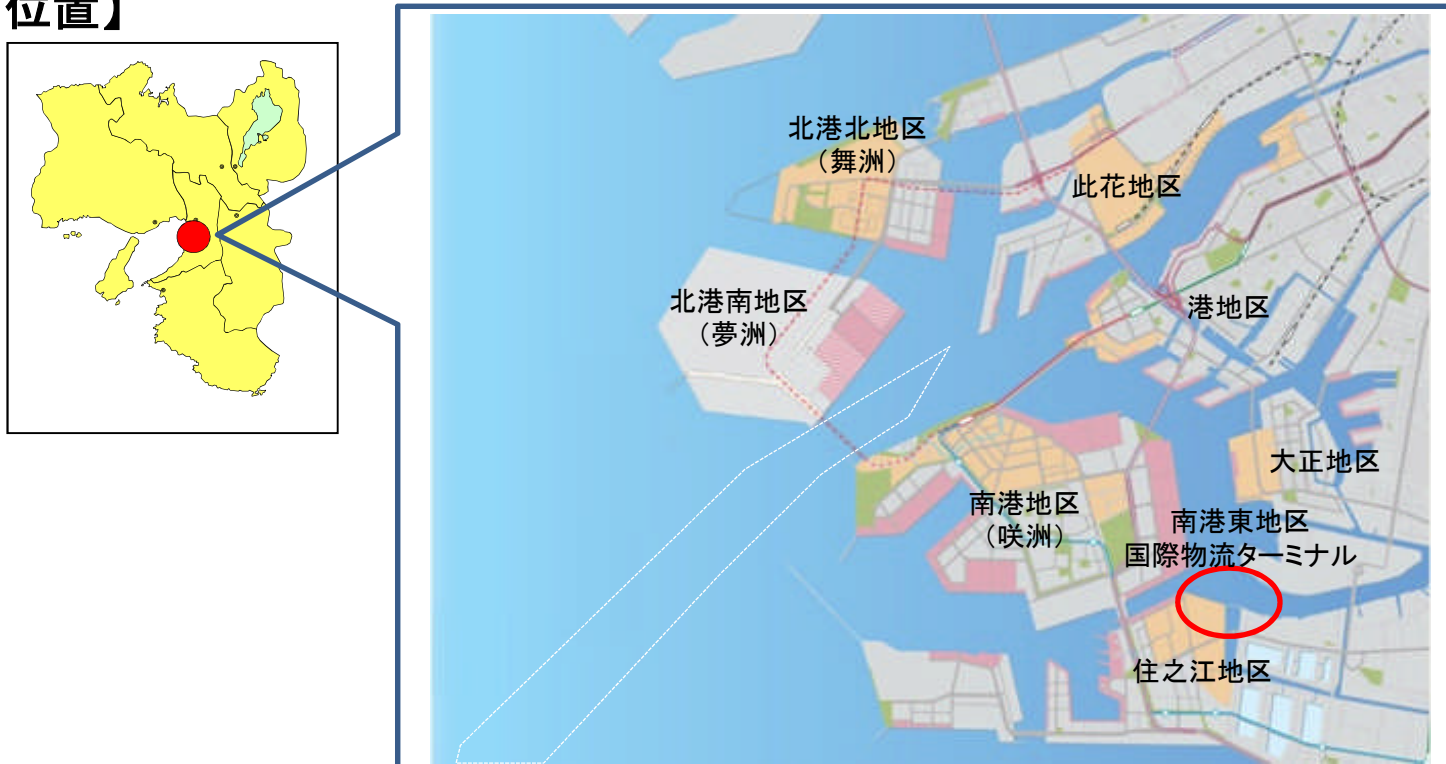 位置】
北港北地区
（舞洲）
此花地区
北港南地区
（夢洲）
港地区
大正地区
南港地区
（咲洲）
南港東地区
国際物流ターミナル
住之江地区